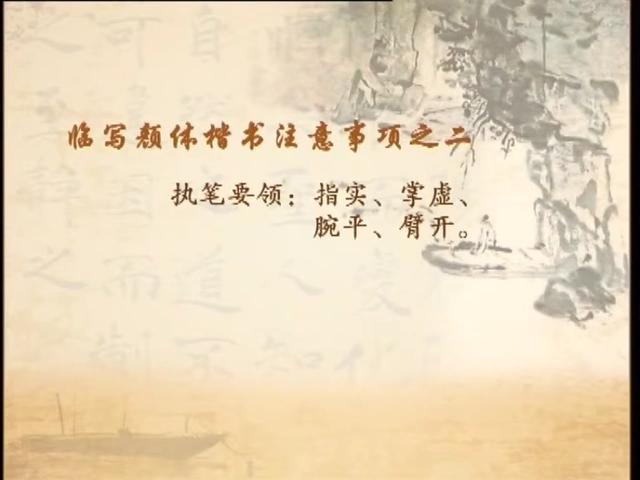 临写颜体楷书注意事项之二
执笔要领：指实、掌虚、
腕平、臂开。